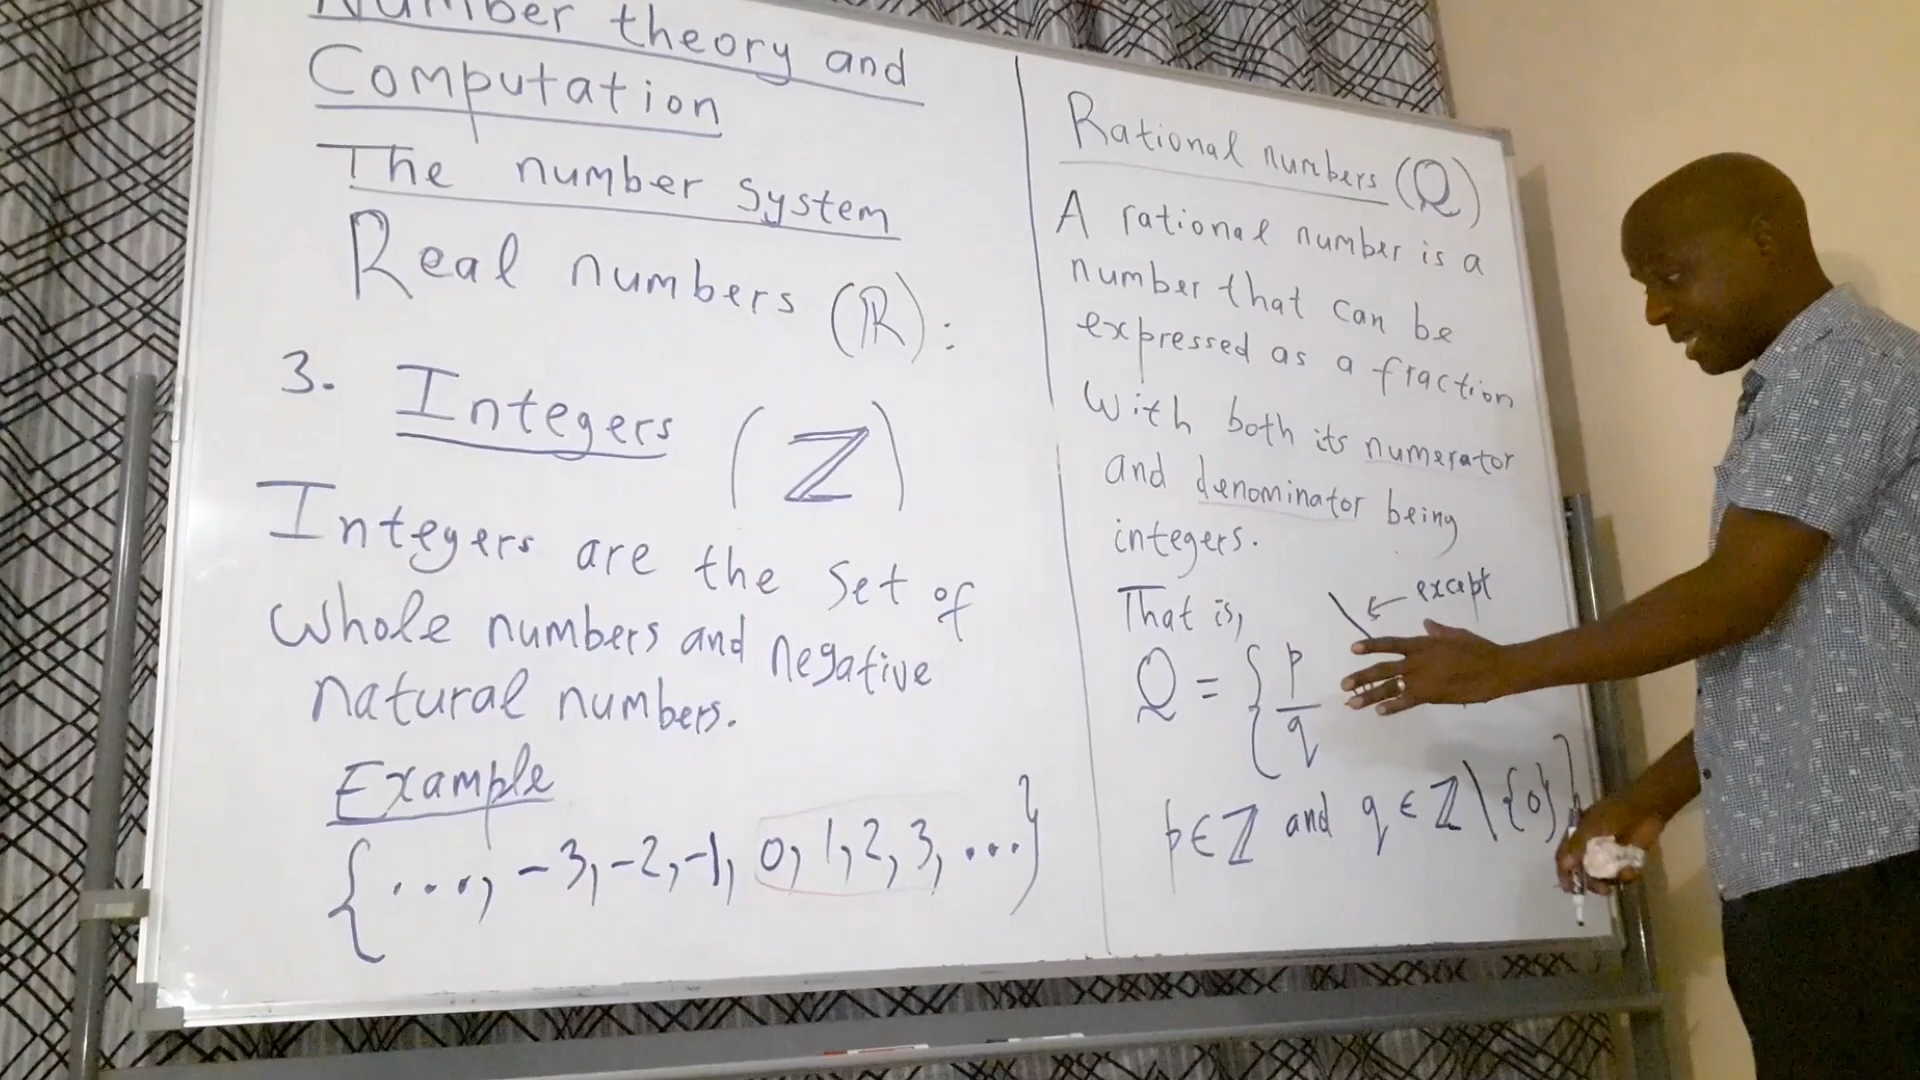 Number theory and
Computation
The number system
Real numbers (ℝ):
3. Integers (ℤ)
Integers are the set of
whole numbers and negative
natural numbers.
Example
{..., -3, -2, -1, 0, 1, 2, 3, ...}
Rational numbers (ℚ)
A rational number is a
number that can be
expressed as a fraction
with both its numerator
and denominator being
integers.
That is, \ ← except
ℚ = { p/q
p ∈ ℤ and q ∈ ℤ \ {0}}